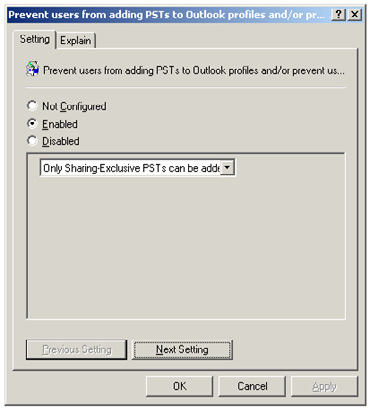 Prevent users from adding PSTs to Outlook profiles and/or pr...
Setting
Explain
Prevent users from adding PSTs to Outlook profiles and/or prevent us...
Not Configured
Enabled
Disabled
Only Sharing-Exclusive PSTs can be adde
Previous Setting
Next Setting
OK
Cancel
Apply